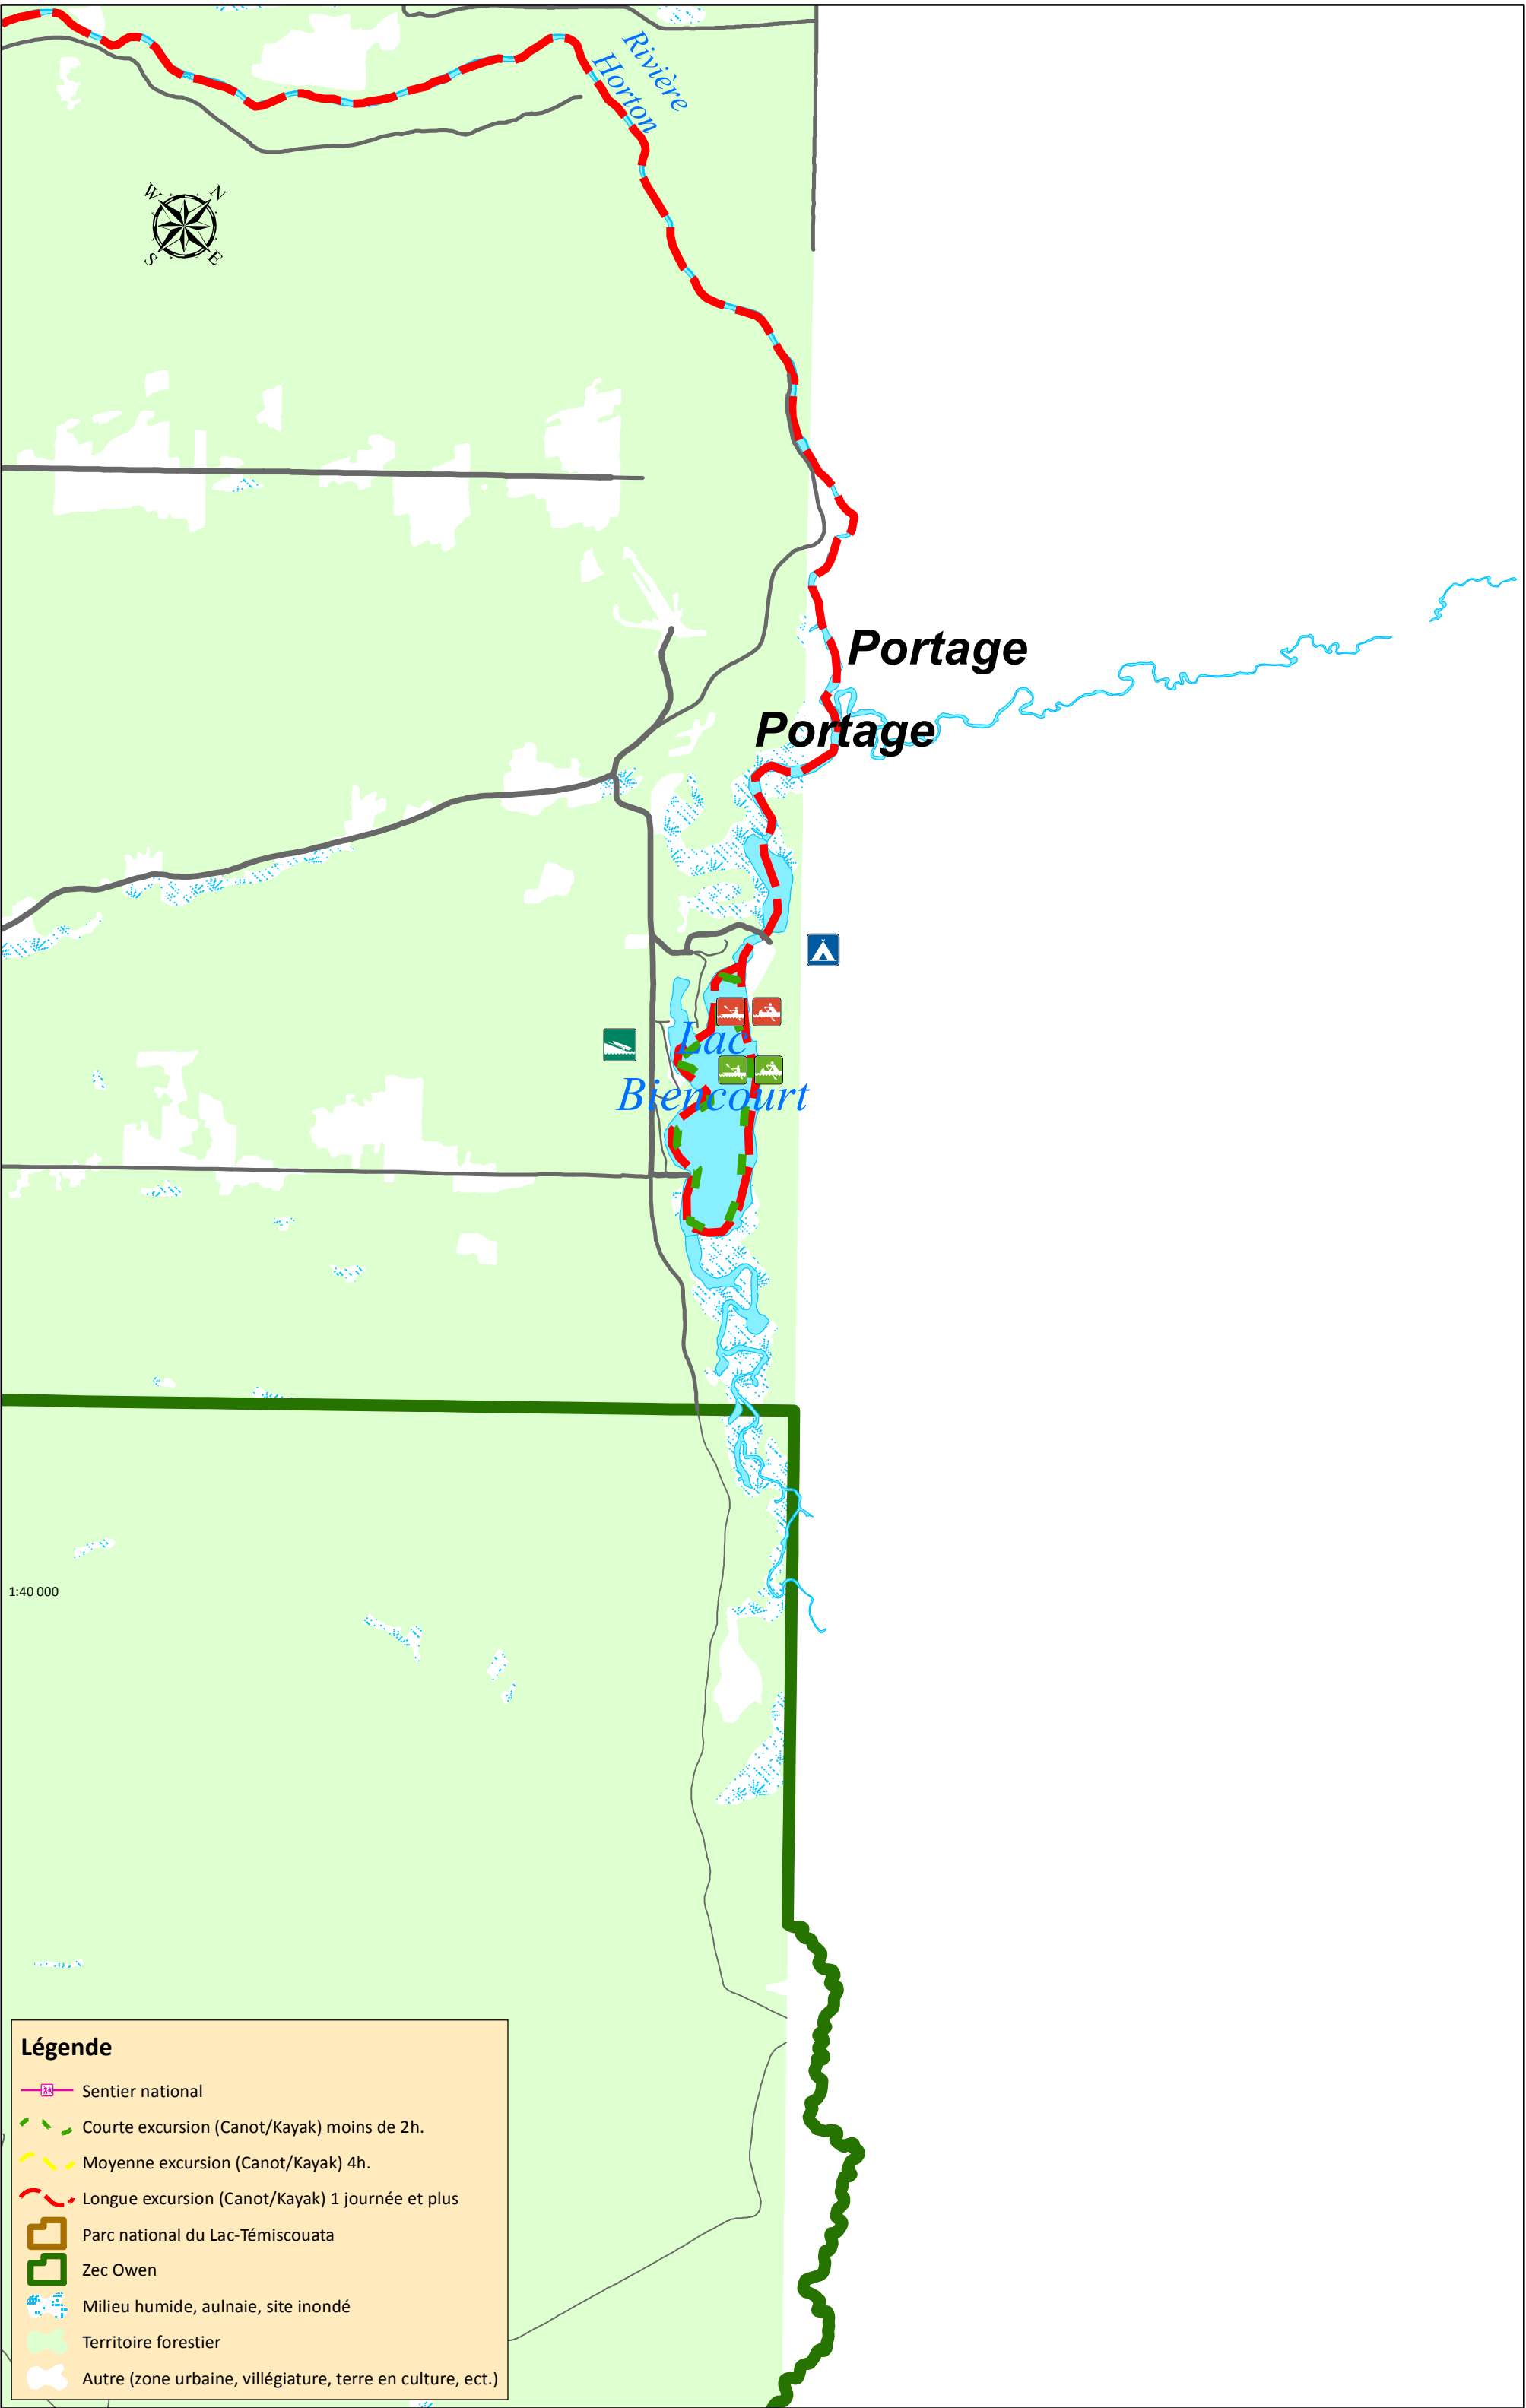 Rivière
Horton
W
N
S
E
Portage
Portage
Lac
Biencourt
1:40 000
Légende
Sentier national
Courte excursion (Canot/Kayak) moins de 2h.
Moyenne excursion (Canot/Kayak) 4h.
Longue excursion (Canot/Kayak) 1 journée et plus
Parc national du Lac-Témiscouata
Zec Owen
Milieu humide, aulnaie, site inondé
Territoire forestier
Autre (zone urbaine, villégiature, terre en culture, ect.)